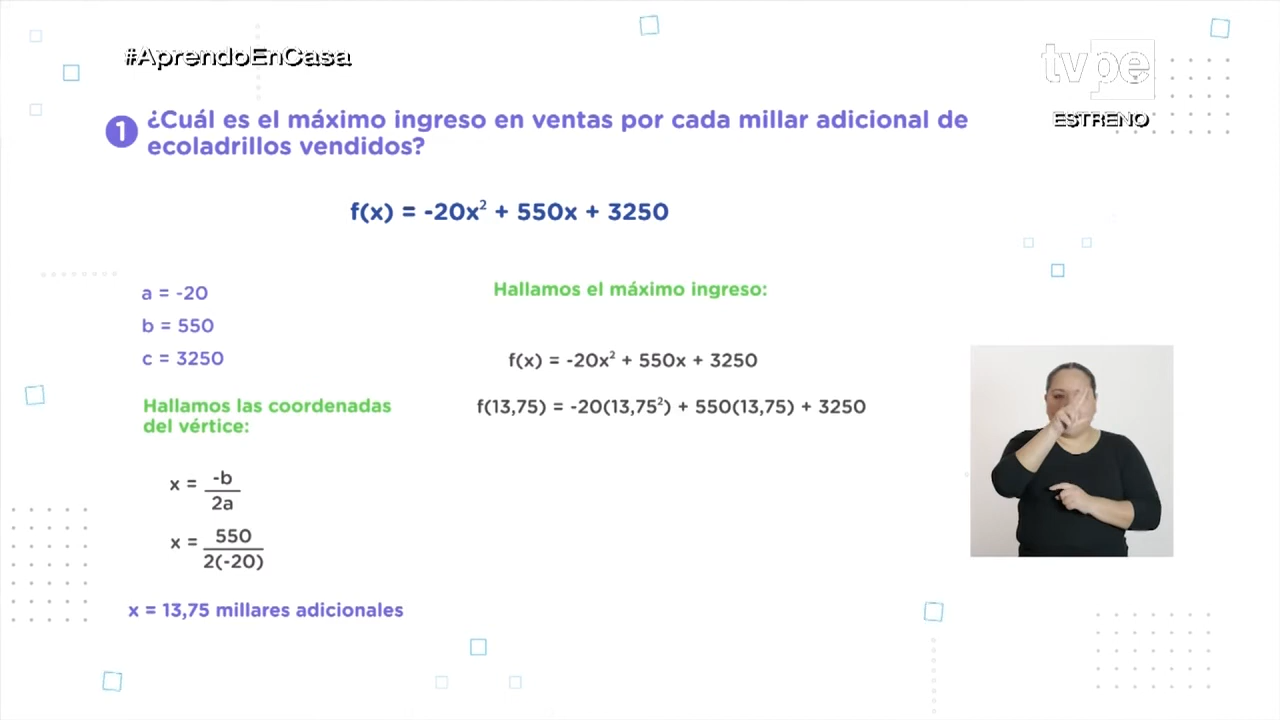 #AprendoEnCasa
tvpe
ESTRENO
1 ¿Cuál es el máximo ingreso en ventas por cada millar adicional de
ecoladrillos vendidos?
f(x) = -20x² + 550x + 3250
a = -20
b = 550
c = 3250
Hallamos las coordenadas
del vértice:
x = -b
2a
x = 550
2(-20)
x = 13,75 millares adicionales
Hallamos el máximo ingreso:
f(x) = -20x² + 550x + 3250
f(13,75) = -20(13,75²) + 550(13,75) + 3250